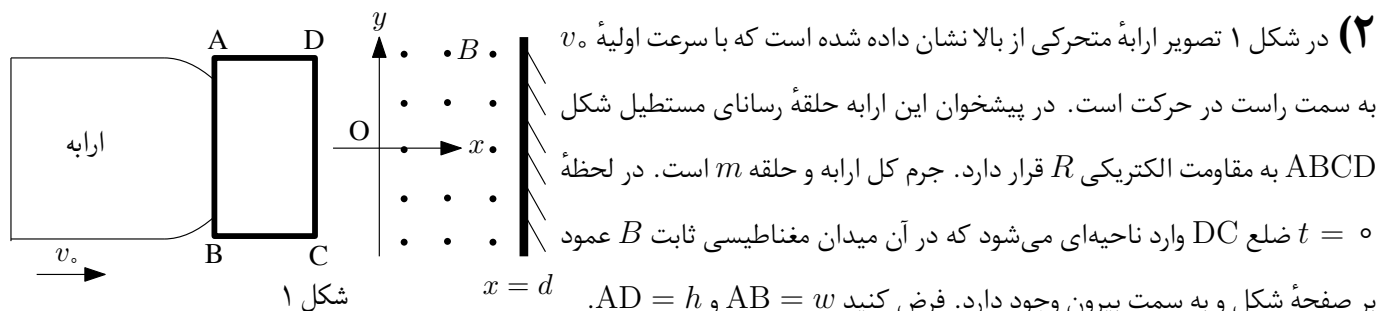 ۲) در شکل ۱ تصویر ارابهٔ متحرکی از بالا نشان داده شده است که با سرعت اولیهٔ v₀
به سمت راست در حرکت است. در پیشخوان این ارابه حلقهٔ رسانای مستطیل شکل
ABCD به مقاومت الکتریکی R قرار دارد. جرم کل ارابه و حلقه m است. در لحظهٔ
t = ۰ ضلع DC وارد ناحیه‌ای می‌شود که در آن میدان مغناطیسی ثابت B عمود
بر صفحهٔ شکل و به سمت بیرون وجود دارد. فرض کنید AB = w و AD = h.
A D y B
ارابه O x
B C
v₀
x = d
شکل ۱